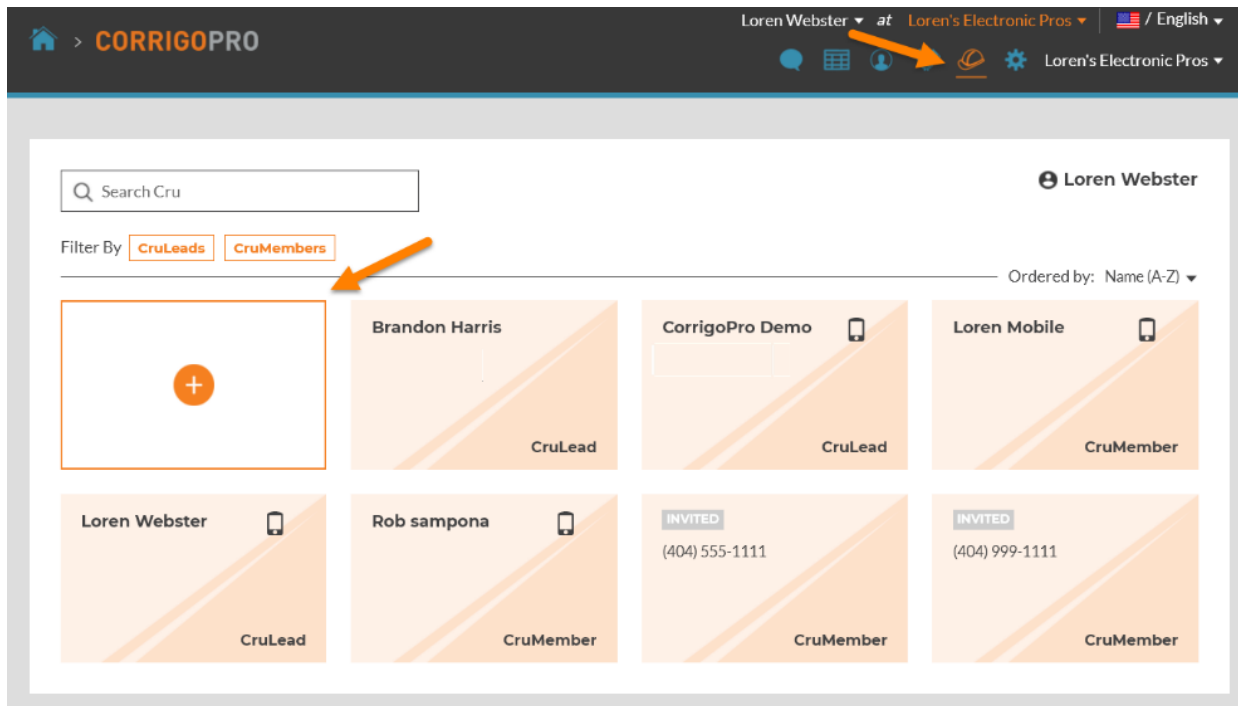 Loren Webster at Loren's Electronic Pros / English
> CORRIGOPRO
Loren's Electronic Pros
Search Cru
Loren Webster
Filter By CruLeads CruMembers
Ordered by: Name (A-Z)
+
Brandon Harris
CruLead
CorrigoPro Demo
CruLead
Loren Mobile
CruMember
Loren Webster
CruLead
Rob sampona
CruMember
INVITED
(404) 555-1111
CruMember
INVITED
(404) 999-1111
CruMember